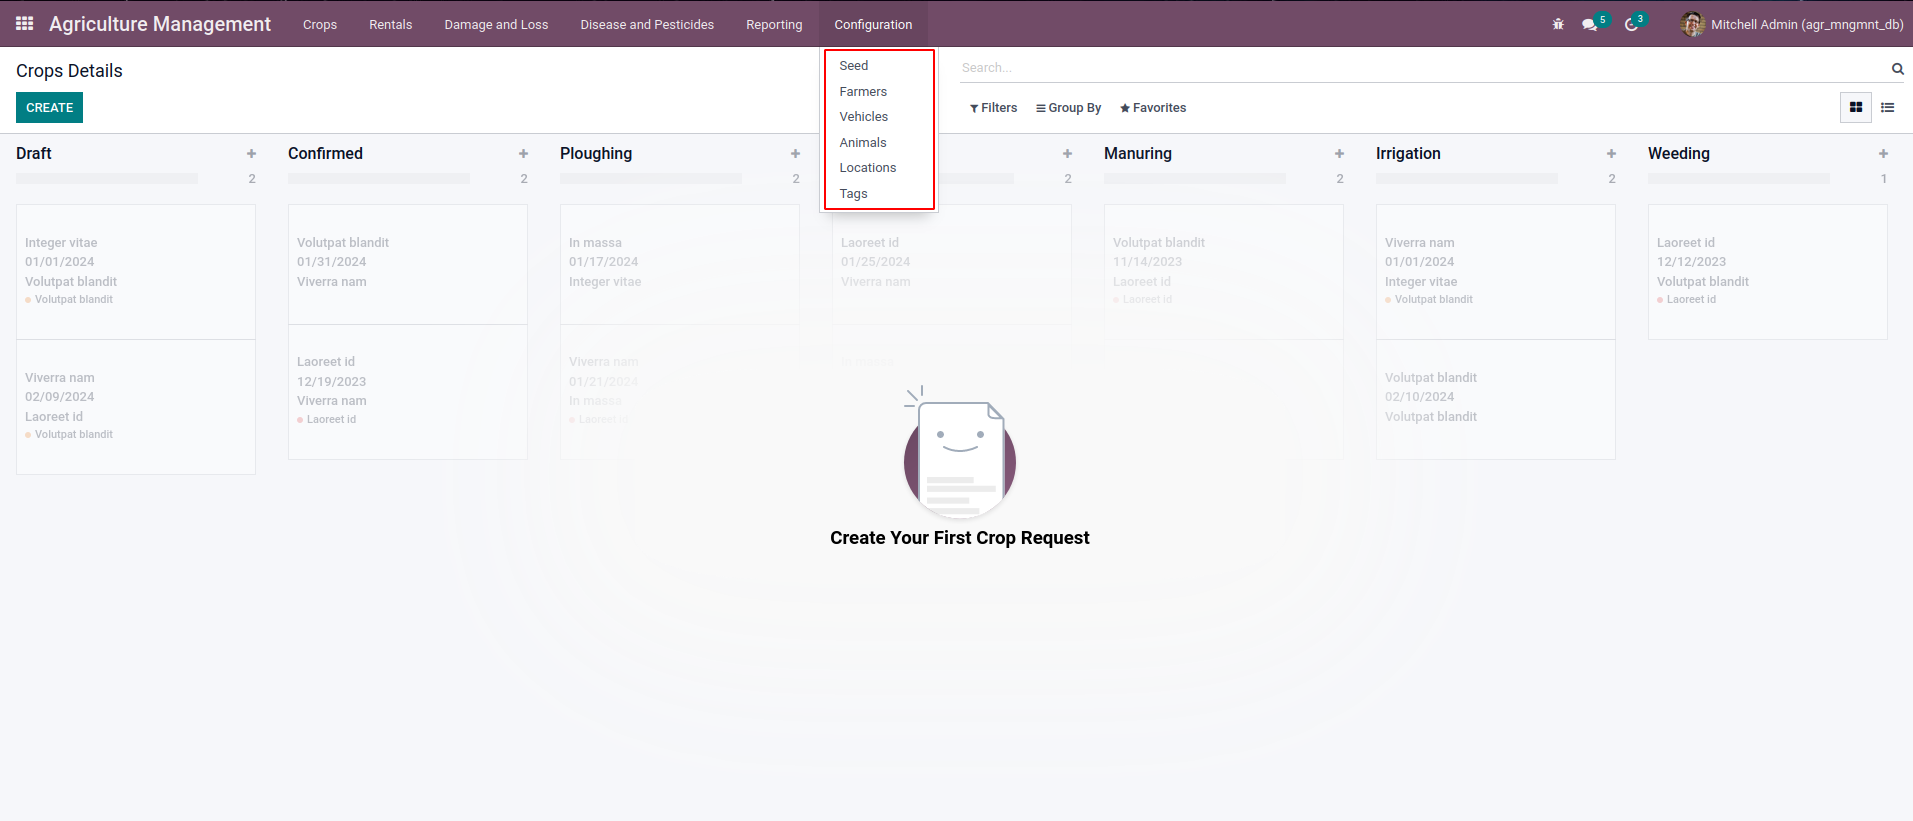 Agriculture Management Crops Rentals Damage and Loss Disease and Pesticides Reporting Configuration 5 3 Mitchell Admin (agr_mngmnt_db)
Crops Details
Search...
CREATE
Filters Group By Favorites
Seed
Farmers
Vehicles
Animals
Locations
Tags
Draft + 2
Integer vitae
01/01/2024
Volutpat blandit
Volutpat blandit
Viverra nam
02/09/2024
Laoreet id
Volutpat blandit
Confirmed + 2
Volutpat blandit
01/31/2024
Viverra nam
Laoreet id
12/19/2023
Viverra nam
Laoreet id
Ploughing + 2
In massa
01/17/2024
Integer vitae
Viverra nam
01/21/2024
In massa
Laoreet id
+ 2
Laoreet id
01/25/2024
Viverra nam
In massa
Manuring + 2
Volutpat blandit
11/14/2023
Laoreet id
Laoreet id
Irrigation + 2
Viverra nam
01/01/2024
Integer vitae
Volutpat blandit
Volutpat blandit
02/10/2024
Volutpat blandit
Weeding + 1
Laoreet id
12/12/2023
Volutpat blandit
Laoreet id
Create Your First Crop Request